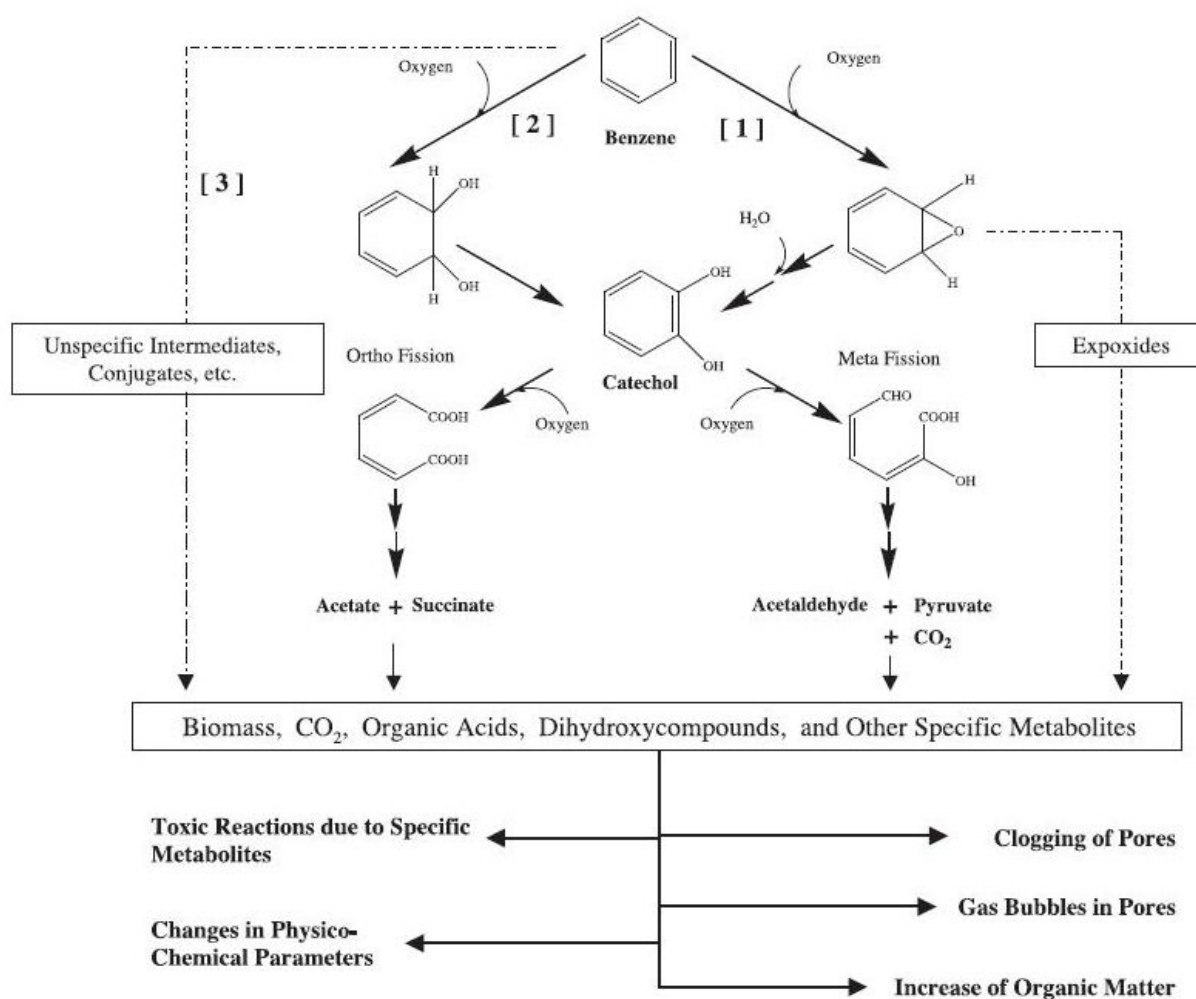 Oxygen
Oxygen
[ 2 ]
Benzene
[ 1 ]
[ 3 ]
H
OH
H
OH
H
O
H
H₂O
OH
OH
Unspecific Intermediates,
Conjugates, etc.
Ortho Fission
Catechol
Meta Fission
Expoxides
COOH
COOH
Oxygen
Oxygen
CHO
COOH
OH
Acetate + Succinate
Acetaldehyde + Pyruvate
+ CO₂
Biomass, CO₂, Organic Acids, Dihydroxycompounds, and Other Specific Metabolites
Toxic Reactions due to Specific
Metabolites
Clogging of Pores
Gas Bubbles in Pores
Changes in Physico-
Chemical Parameters
Increase of Organic Matter